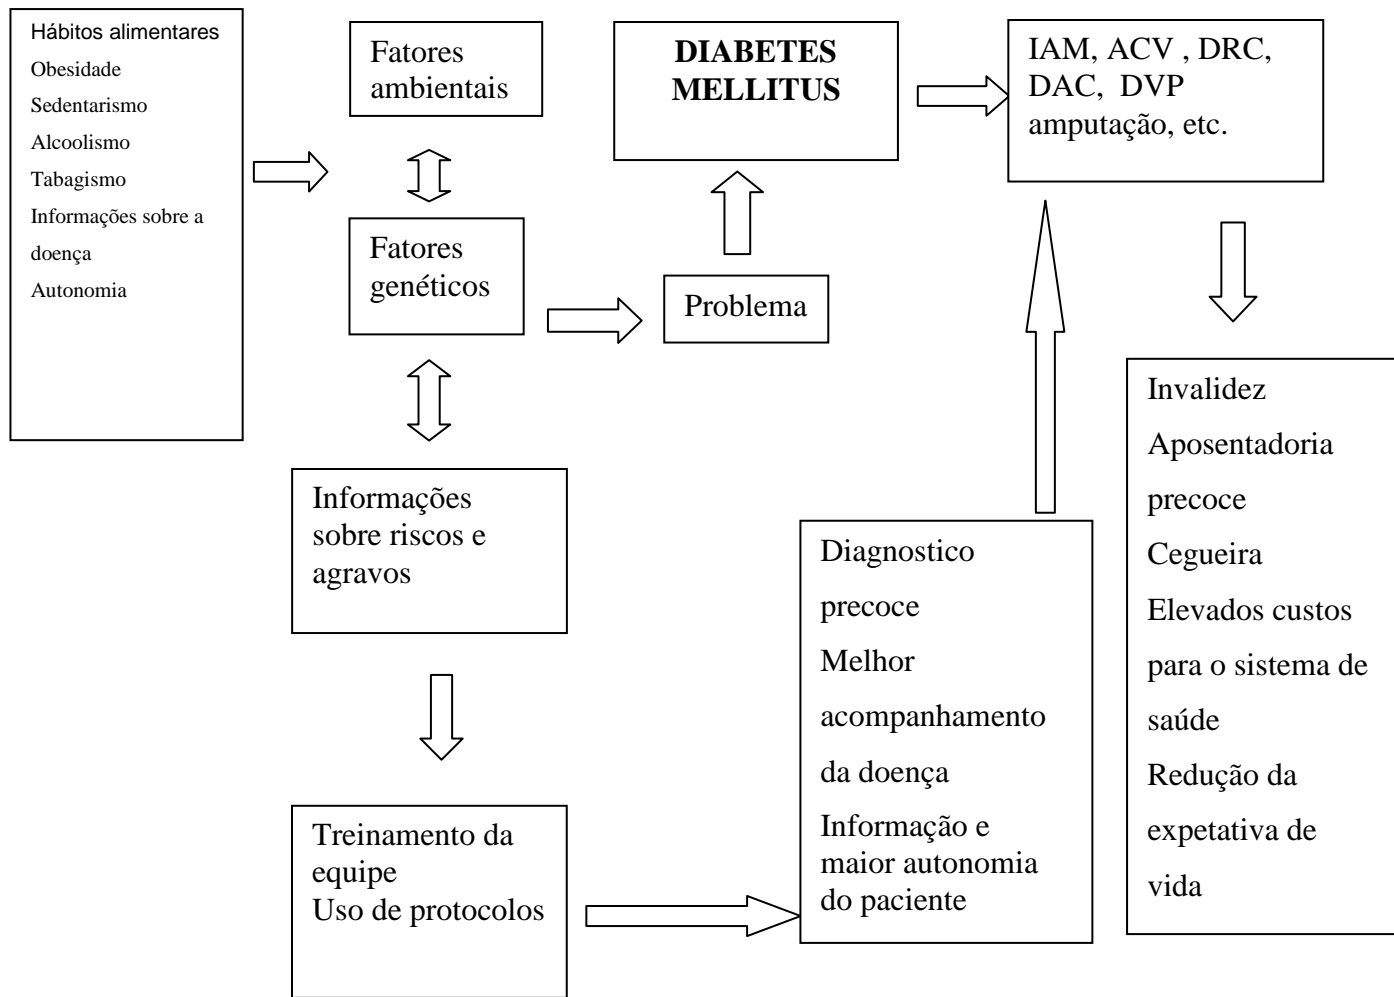 Hábitos alimentares
Obesidade
Sedentarismo
Alcoolismo
Tabagismo
Informações sobre a
doença
Autonomia
Fatores
ambientais
Fatores
genéticos
Informações
sobre riscos e
agravos
Treinamento da
equipe
Uso de protocolos
DIABETES
MELLITUS
Problema
Diagnostico
precoce
Melhor
acompanhamento
da doença
Informação e
maior autonomia
do paciente
IAM, ACV , DRC,
DAC, DVP
amputação, etc.
Invalidez
Aposentadoria
precoce
Cegueira
Elevados custos
para o sistema de
saúde
Redução da
expetativa de
vida